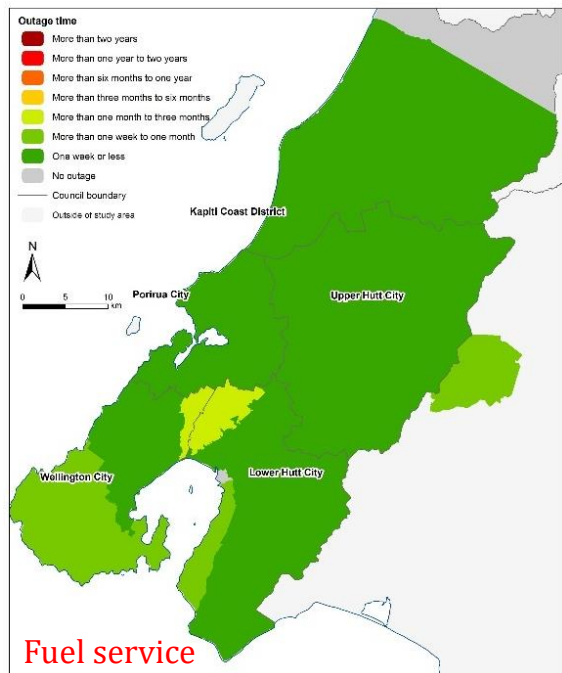 Outage time
More than two years
More than one year to two years
More than six months to one year
More than three months to six months
More than one month to three months
More than one week to one month
One week or less
No outage
Council boundary
Outside of study area
N
0 5 10
km
Kapiti Coast District
Porirua City
Upper Hutt City
Wellington City
Lower Hutt City
Fuel service